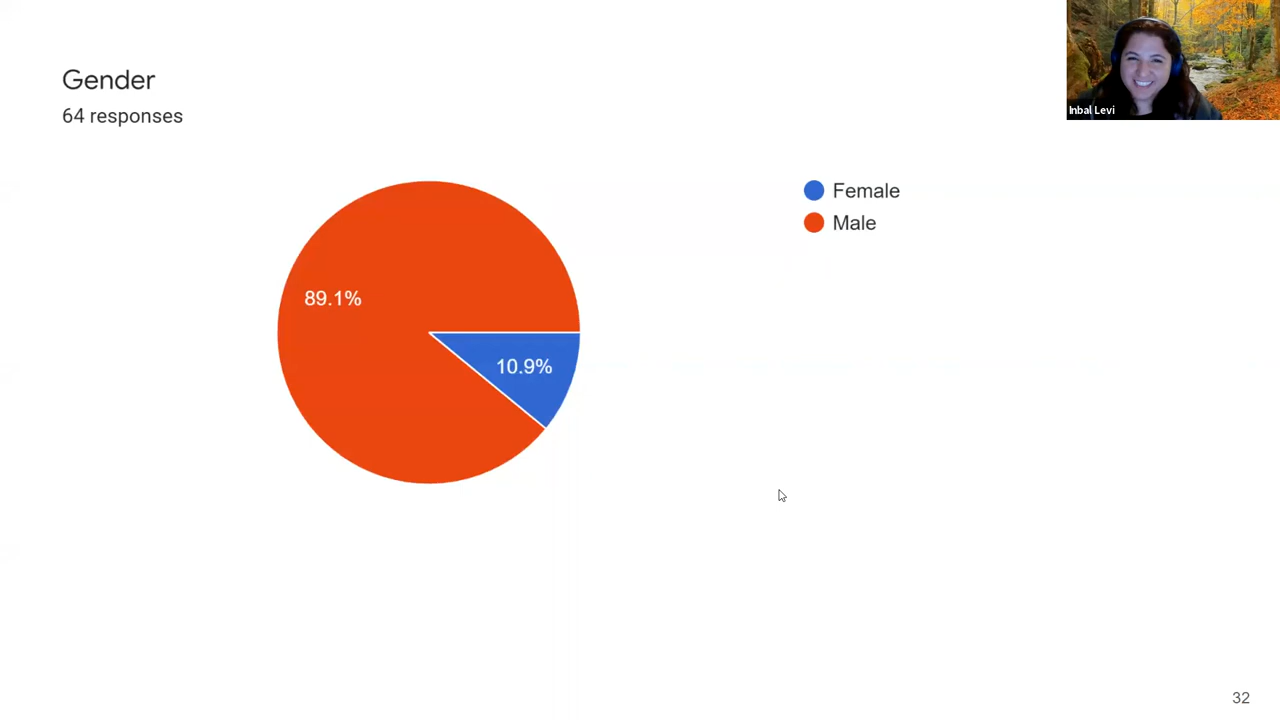 Gender
64 responses
Inbal Levi
Female
Male
89.1%
10.9%
32